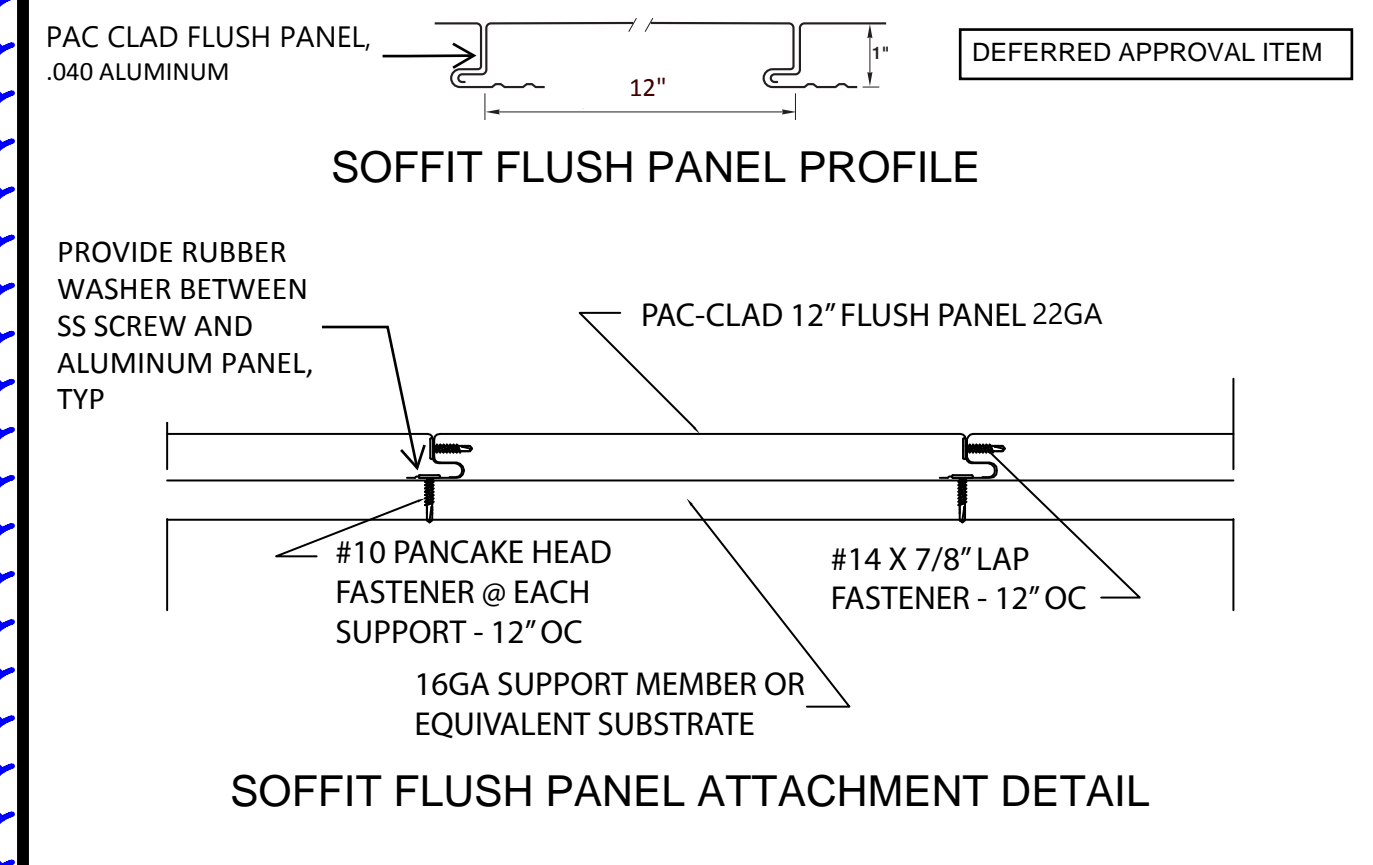 PAC CLAD FLUSH PANEL,
.040 ALUMINUM
12"
1"
DEFERRED APPROVAL ITEM
SOFFIT FLUSH PANEL PROFILE
PROVIDE RUBBER
WASHER BETWEEN
SS SCREW AND
ALUMINUM PANEL,
TYP
PAC-CLAD 12" FLUSH PANEL 22GA
#10 PANCAKE HEAD
FASTENER @ EACH
SUPPORT - 12" OC
#14 X 7/8" LAP
FASTENER - 12" OC
16GA SUPPORT MEMBER OR
EQUIVALENT SUBSTRATE
SOFFIT FLUSH PANEL ATTACHMENT DETAIL